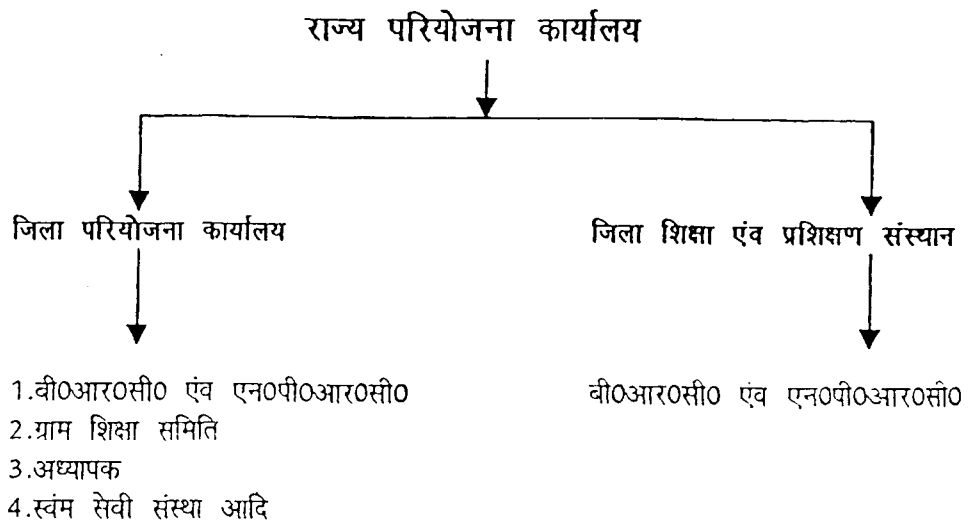 राज्य परियोजना कार्यालय
जिला परियोजना कार्यालय
जिला शिक्षा एंव प्रशिक्षण संस्थान
1.वी0आर0सी0 एंव एन0पी0आर0सी0
2.ग्राम शिक्षा समिति
3.अध्यापक
4.स्वंम सेवी संस्था आदि
बी0आर0सी0 एंव एन0पी0आर0सी0